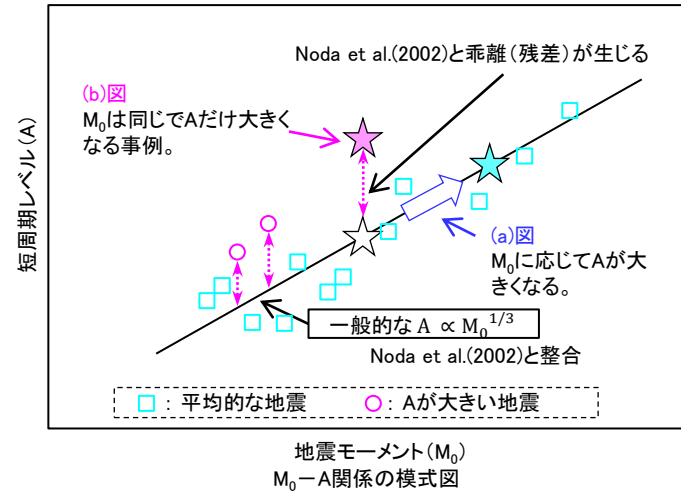 Noda et al.(2002)と乖離(残差)が生じる
(b)図
M₀は同じでAだけ大きく
なる事例。
短周期レベル(A)
(a)図
M₀に応じてAが大
きくなる。
一般的な A ∝ M₀^{1/3}
Noda et al.(2002)と整合
□ : 平均的な地震 ○ : Aが大きい地震
地震モーメント(M₀)
M₀−A関係の模式図